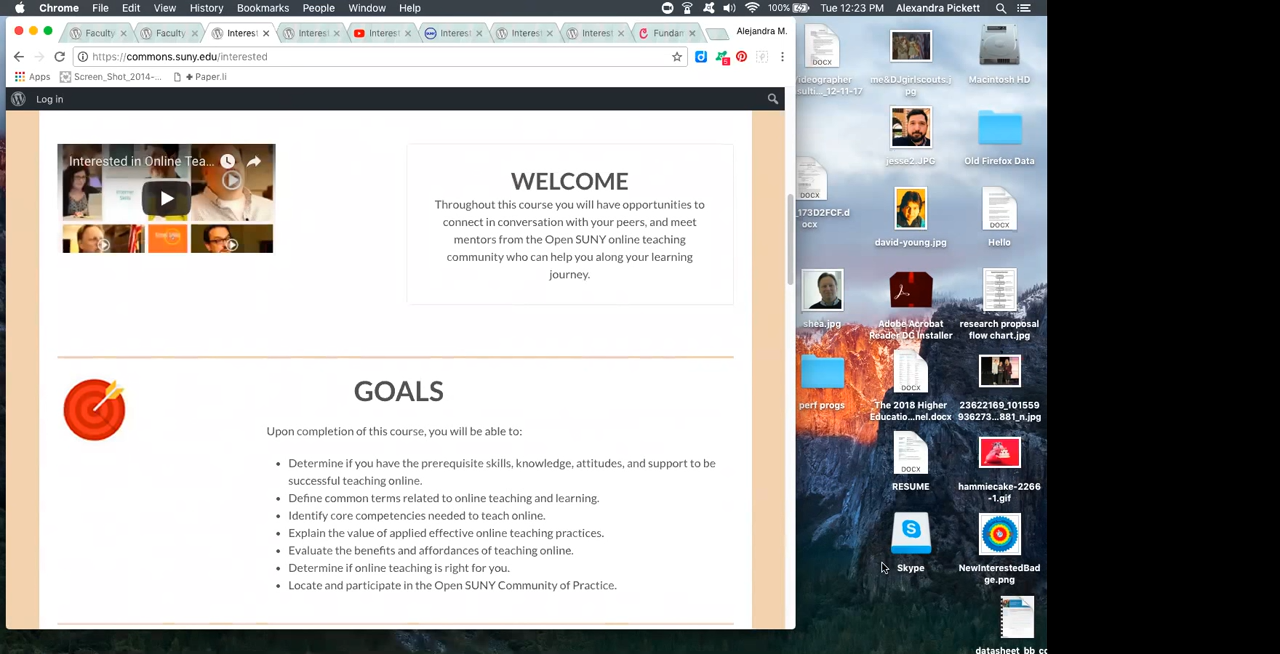 Chrome File Edit View History Bookmarks People Window Help 100% Tue 12:23 PM Alexandra Pickett
Faculty Faculty Interest Interest Interest Interest Interest Interest Fundam Alejandra M.
https://commons.suny.edu/interested
Apps Screen_Shot_2014-... Paper.li
Log in
Interested in Online Tea...
WELCOME
Throughout this course you will have opportunities to
connect in conversation with your peers, and meet
mentors from the Open SUNY online teaching
community who can help you along your learning
journey.
GOALS
Upon completion of this course, you will be able to:
• Determine if you have the prerequisite skills, knowledge, attitudes, and support to be
successful teaching online.
• Define common terms related to online teaching and learning.
• Identify core competencies needed to teach online.
• Explain the value of applied effective online teaching practices.
• Evaluate the benefits and affordances of teaching online.
• Determine if online teaching is right for you.
• Locate and participate in the Open SUNY Community of Practice.
DOCX
ideographer
sulti..._12-11-17
me&DJgirlscouts.j
pg
Macintosh HD
jesse2.JPG
Old Firefox Data
DOCX
_173D2FCF.d
ocx
david-young.jpg
Hello
shea.jpg
Adobe Acrobat
Reader DC Installer
research proposal
flow chart.jpg
perf progs
DOCX
The 2018 Higher
Educatio...nel.docx
23622169_101559
936273...881_n.jpg
DOCX
RESUME
hammiecake-2266
-1.gif
Skype
NewInterestedBad
ge.png
datasheet_bb_co